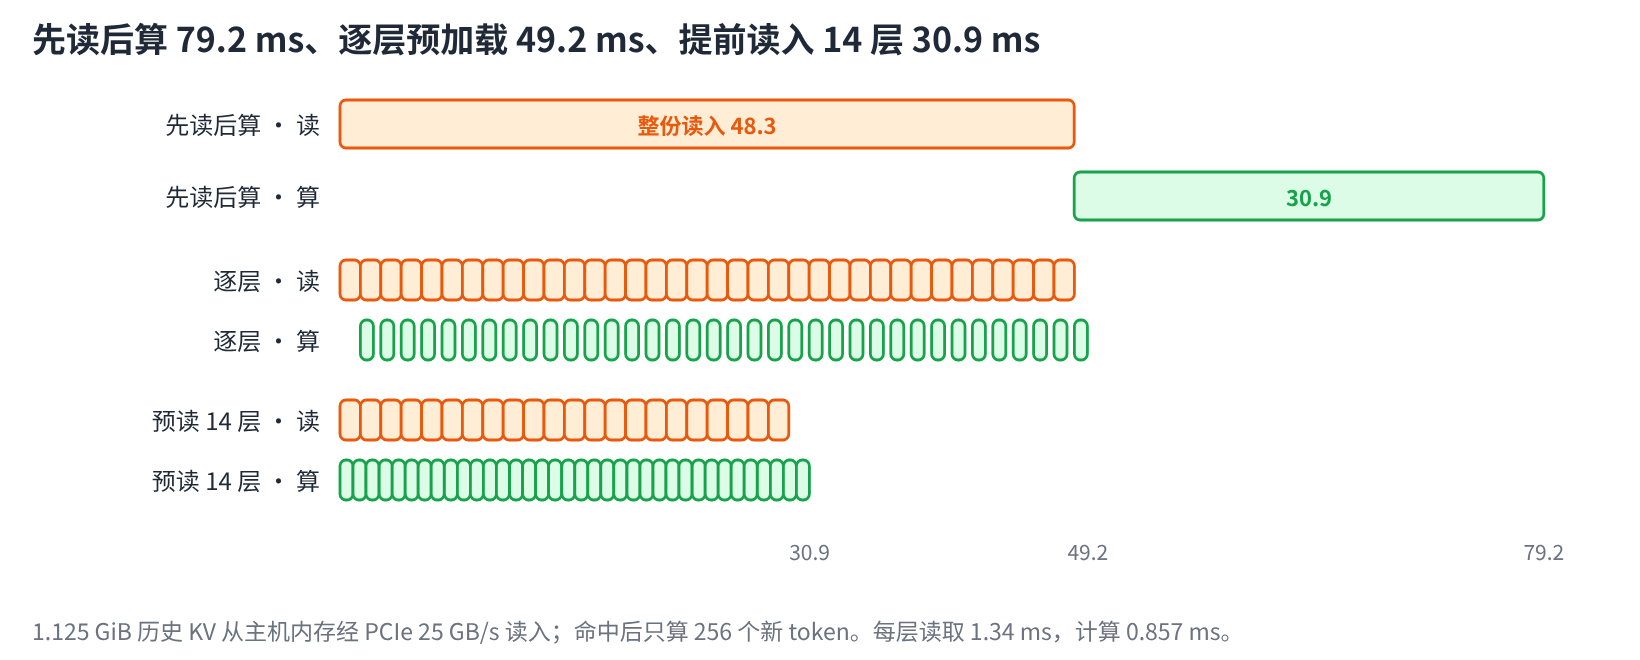 先读后算 79.2 ms、逐层预加载 49.2 ms、提前读入 14 层 30.9 ms
先读后算 · 读
整份读入 48.3
先读后算 · 算
30.9
逐层 · 读
逐层 · 算
预读 14 层 · 读
预读 14 层 · 算
30.9 49.2 79.2
1.125 GiB 历史 KV 从主机内存经 PCIe 25 GB/s 读入；命中后只算 256 个新 token。每层读取 1.34 ms，计算 0.857 ms。